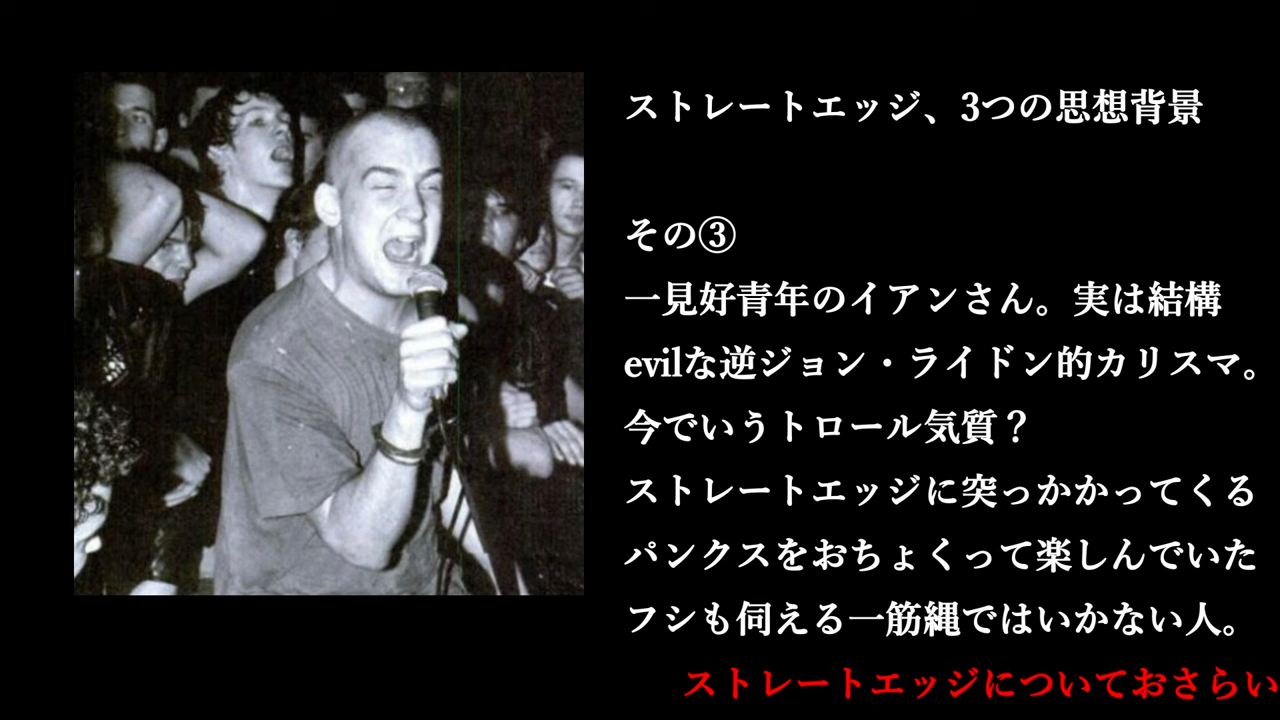 ストレートエッジ、3つの思想背景
その③
一見好青年のイアンさん。実は結構
evilな逆ジョン・ライドン的カリスマ。
今でいうトロール気質？
ストレートエッジに突っかかってくる
パンクスをおちょくって楽しんでいた
フシも伺える一筋縄ではいかない人。
ストレートエッジについておさらい